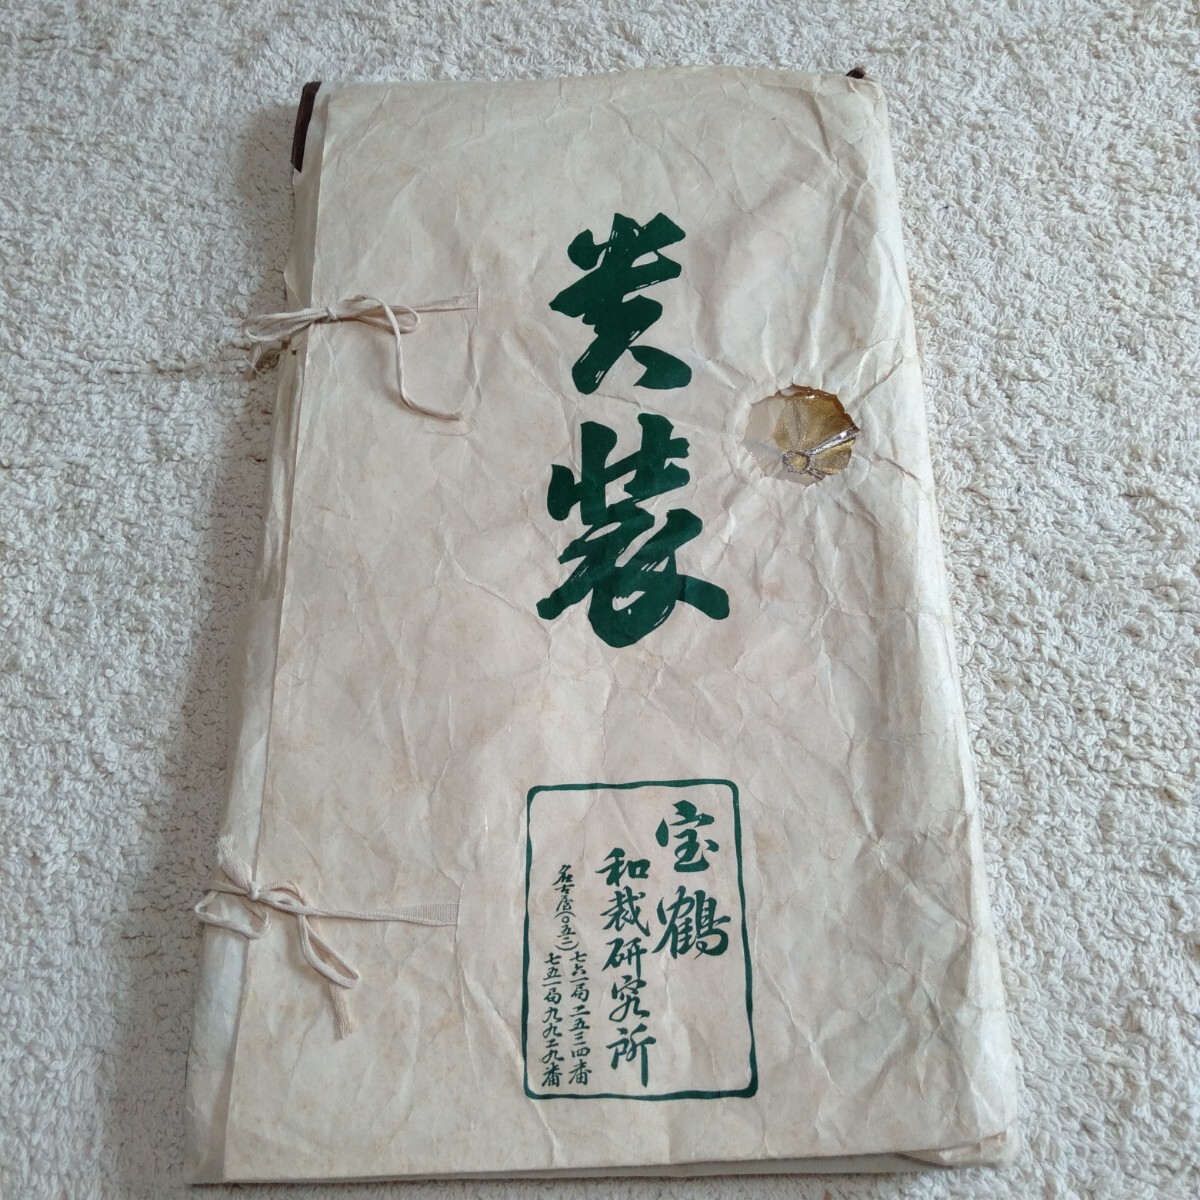 貴装
宝鶴
和裁研究所
名古屋(〇五二)
七六一局二五三四番
七五一局九九二九番